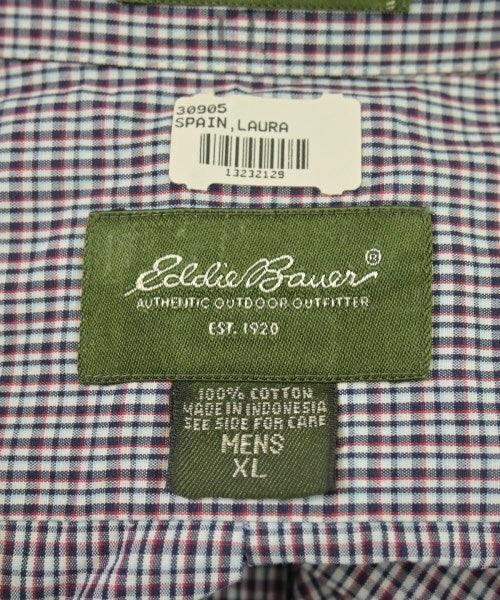 30905
SPAIN,LAURA
13232129
Eddie Bauer®
AUTHENTIC OUTDOOR OUTFITTER
EST. 1920
100% COTTON
MADE IN INDONESIA
SEE SIDE FOR CARE
MENS
XL